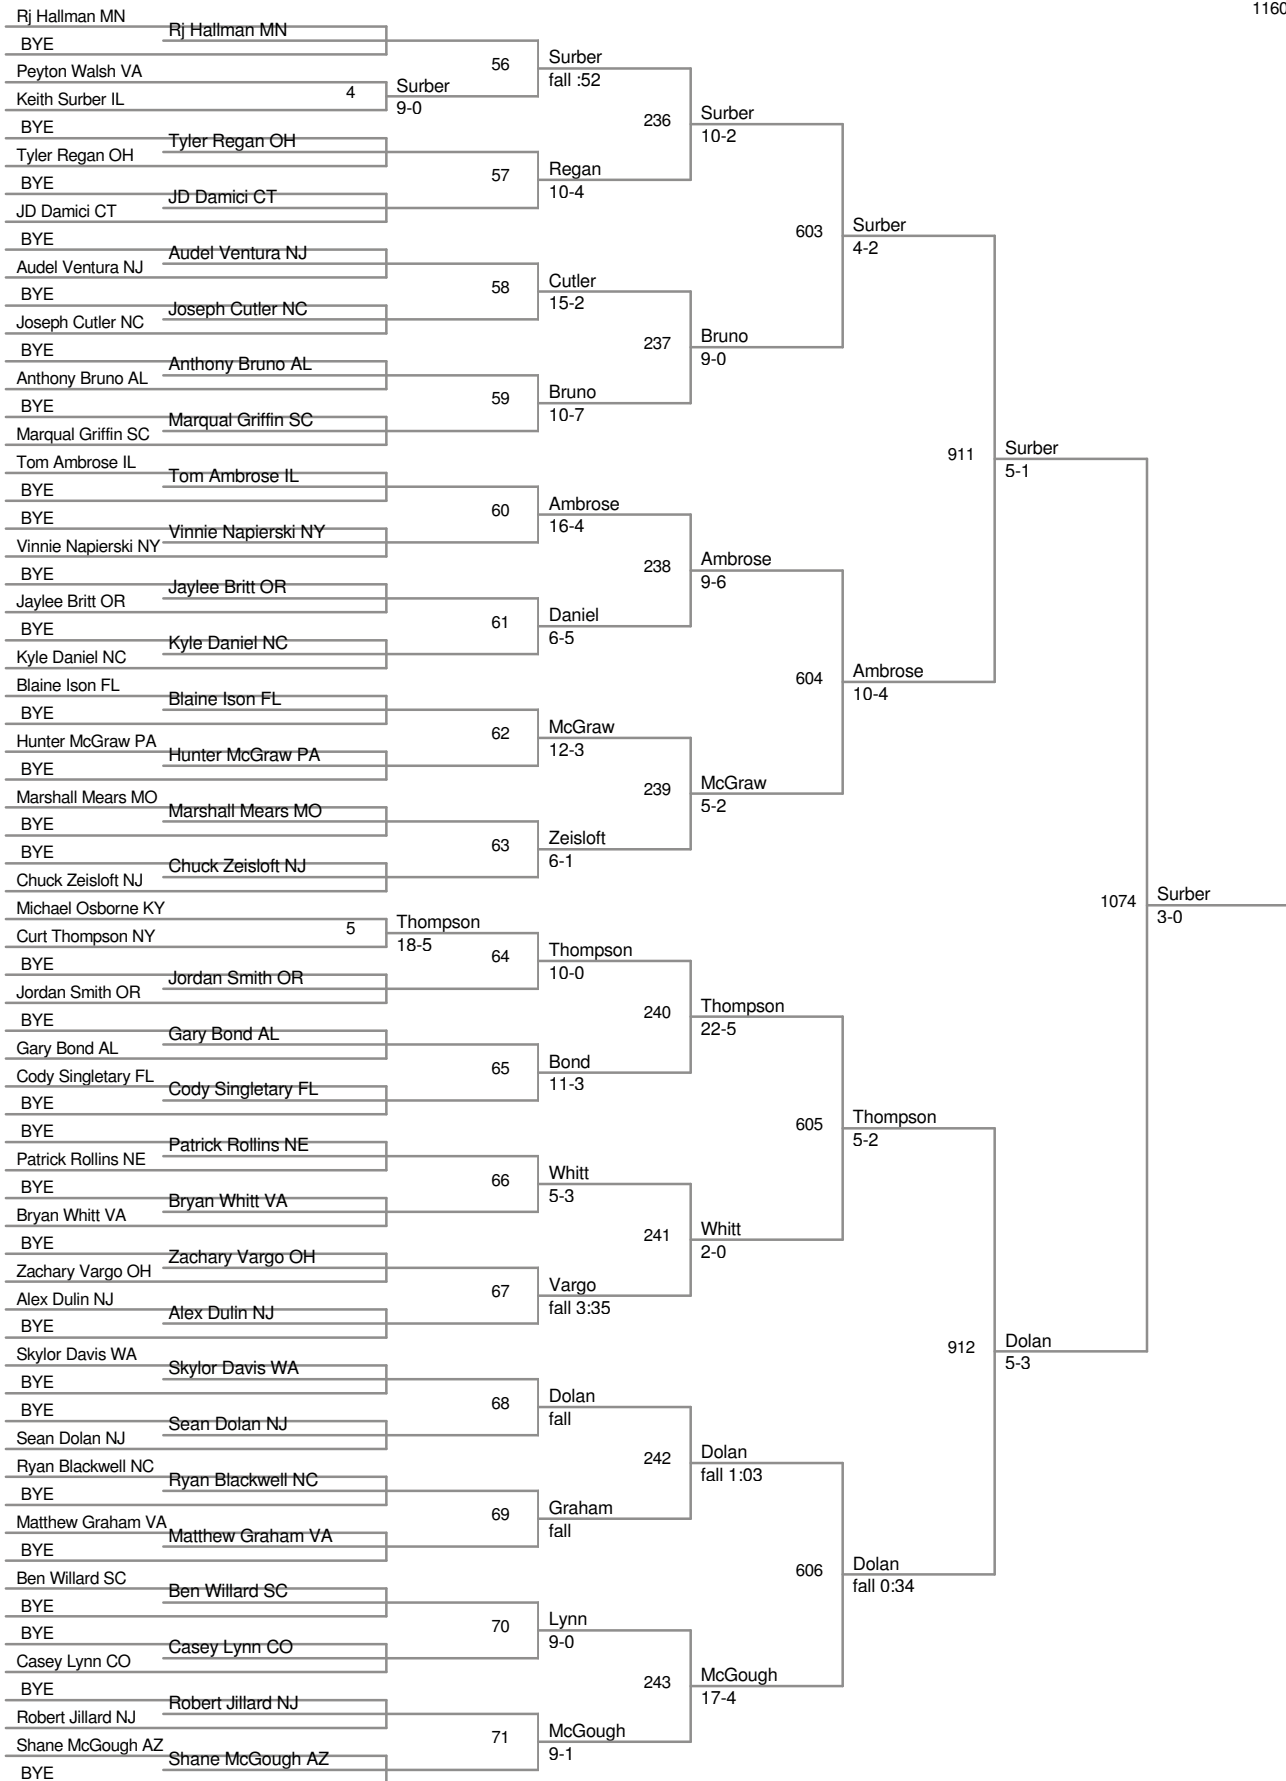 1160
Rj Hallman MN
BYE
Peyton Walsh VA
Keith Surber IL
BYE
Tyler Regan OH
BYE
JD Damici CT
BYE
Audel Ventura NJ
BYE
Joseph Cutler NC
BYE
Anthony Bruno AL
BYE
Marqual Griffin SC
Tom Ambrose IL
BYE
BYE
Vinnie Napierski NY
BYE
Jaylee Britt OR
BYE
Kyle Daniel NC
Blaine Ison FL
BYE
Hunter McGraw PA
BYE
Marshall Mears MO
BYE
BYE
Chuck Zeisloft NJ
Michael Osborne KY
Curt Thompson NY
BYE
Jordan Smith OR
BYE
Gary Bond AL
Cody Singletary FL
BYE
BYE
Patrick Rollins NE
BYE
Bryan Whitt VA
BYE
Zachary Vargo OH
Alex Dulin NJ
BYE
Skylor Davis WA
BYE
BYE
Sean Dolan NJ
Ryan Blackwell NC
BYE
Matthew Graham VA
BYE
Ben Willard SC
BYE
BYE
Casey Lynn CO
BYE
Robert Jillard NJ
Shane McGough AZ
BYE
Rj Hallman MN
4
Surber
9-0
Tyler Regan OH
JD Damici CT
Audel Ventura NJ
Joseph Cutler NC
Anthony Bruno AL
Marqual Griffin SC
Tom Ambrose IL
Vinnie Napierski NY
Jaylee Britt OR
Kyle Daniel NC
Blaine Ison FL
Hunter McGraw PA
Marshall Mears MO
Chuck Zeisloft NJ
5
Thompson
18-5
Jordan Smith OR
Gary Bond AL
Cody Singletary FL
Patrick Rollins NE
Bryan Whitt VA
Zachary Vargo OH
Alex Dulin NJ
Skylor Davis WA
Sean Dolan NJ
Ryan Blackwell NC
Matthew Graham VA
Ben Willard SC
Casey Lynn CO
Robert Jillard NJ
Shane McGough AZ
56
Surber
fall :52
57
Regan
10-4
58
Cutler
15-2
59
Bruno
10-7
60
Ambrose
16-4
61
Daniel
6-5
62
McGraw
12-3
63
Zeisloft
6-1
64
Thompson
10-0
65
Bond
11-3
66
Whitt
5-3
67
Vargo
fall 3:35
68
Dolan
fall
69
Graham
fall
70
Lynn
9-0
71
McGough
9-1
236
Surber
10-2
237
Bruno
9-0
238
Ambrose
9-6
239
McGraw
5-2
240
Thompson
22-5
241
Whitt
2-0
242
Dolan
fall 1:03
243
McGough
17-4
603
Surber
4-2
604
Ambrose
10-4
605
Thompson
5-2
606
Dolan
fall 0:34
911
Surber
5-1
912
Dolan
5-3
1074
Surber
3-0